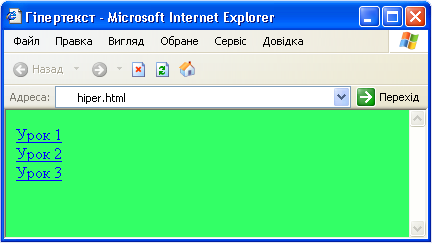 Гіпертекст - Microsoft Internet Explorer
Файл Правка Вигляд Обране Сервіс Довідка
Назад
Адреса: hiper.html Перехід
Урок 1
Урок 2
Урок 3